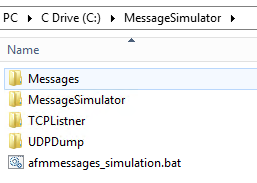 PC ▸ C Drive (C:) ▸ MessageSimulator ▸
Name
Messages
MessageSimulator
TCPListner
UDPDump
afmmessages_simulation.bat